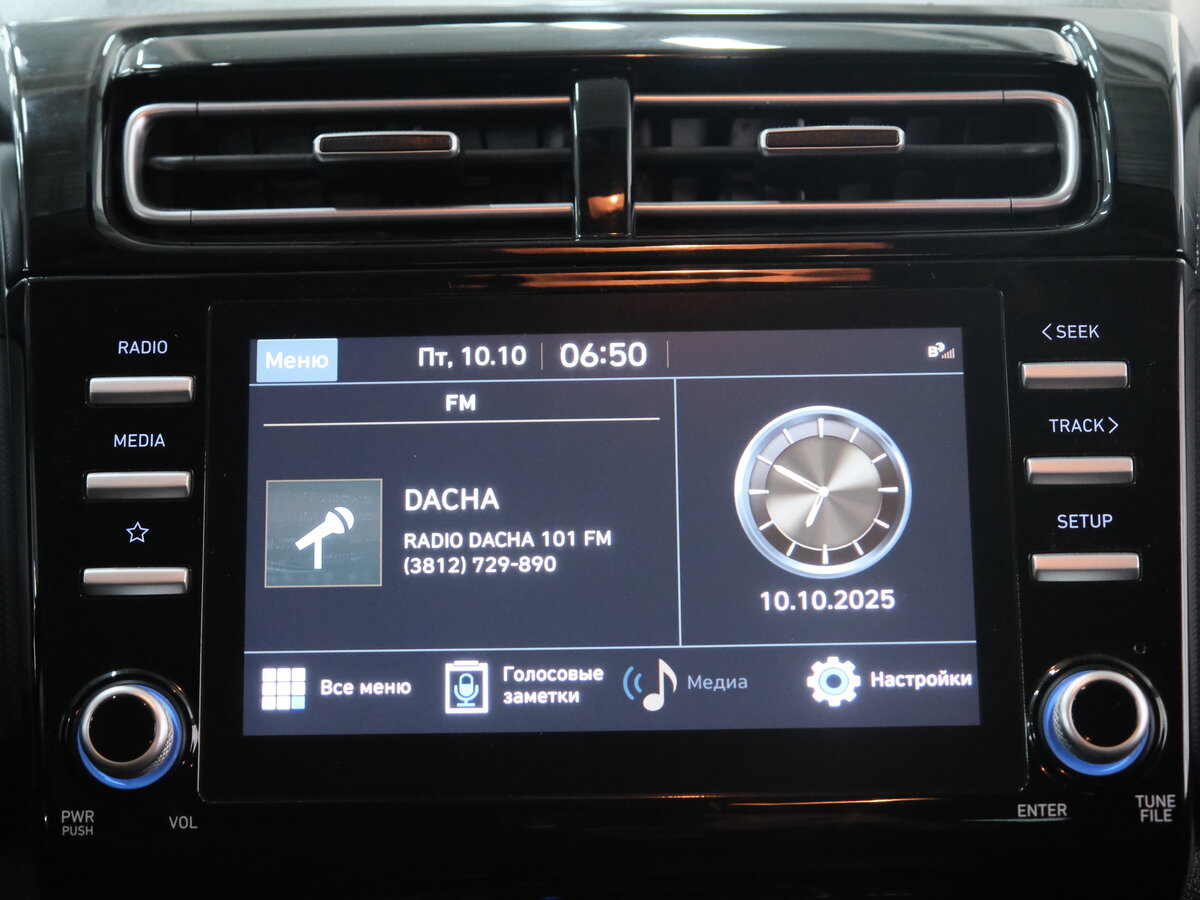 RADIO
MEDIA
PWR
PUSH
VOL
Меню
Пт, 10.10
06:50
FM
DACHA
RADIO DACHA 101 FM
(3812) 729-890
10.10.2025
Все меню
Голосовые
заметки
Медиа
Настройки
<SEEK
TRACK>
SETUP
ENTER
TUNE
FILE